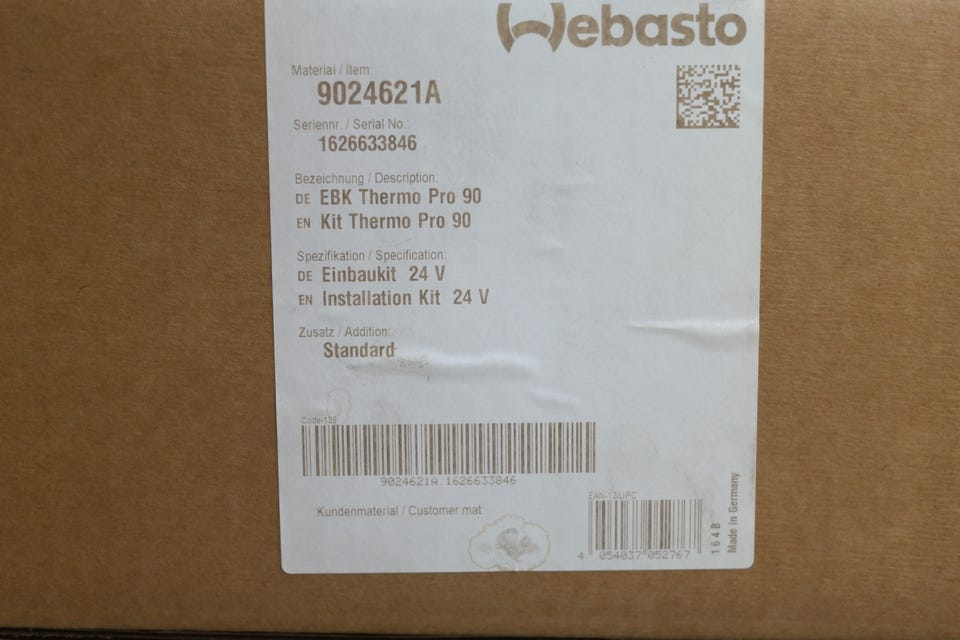 Webasto
Material / Item:
9024621A
Seriennr. / Serial No.:
1626633846
Bezeichnung / Description:
DE EBK Thermo Pro 90
EN Kit Thermo Pro 90
Spezifikation / Specification:
DE Einbaukit 24 V
EN Installation Kit 24 V
Zusatz / Addition:
Standard
Code-128
9024621A 1626633846
Kundenmaterial / Customer mat:
EAN-13/UPC
4 054037 052767
164B
Made in Germany